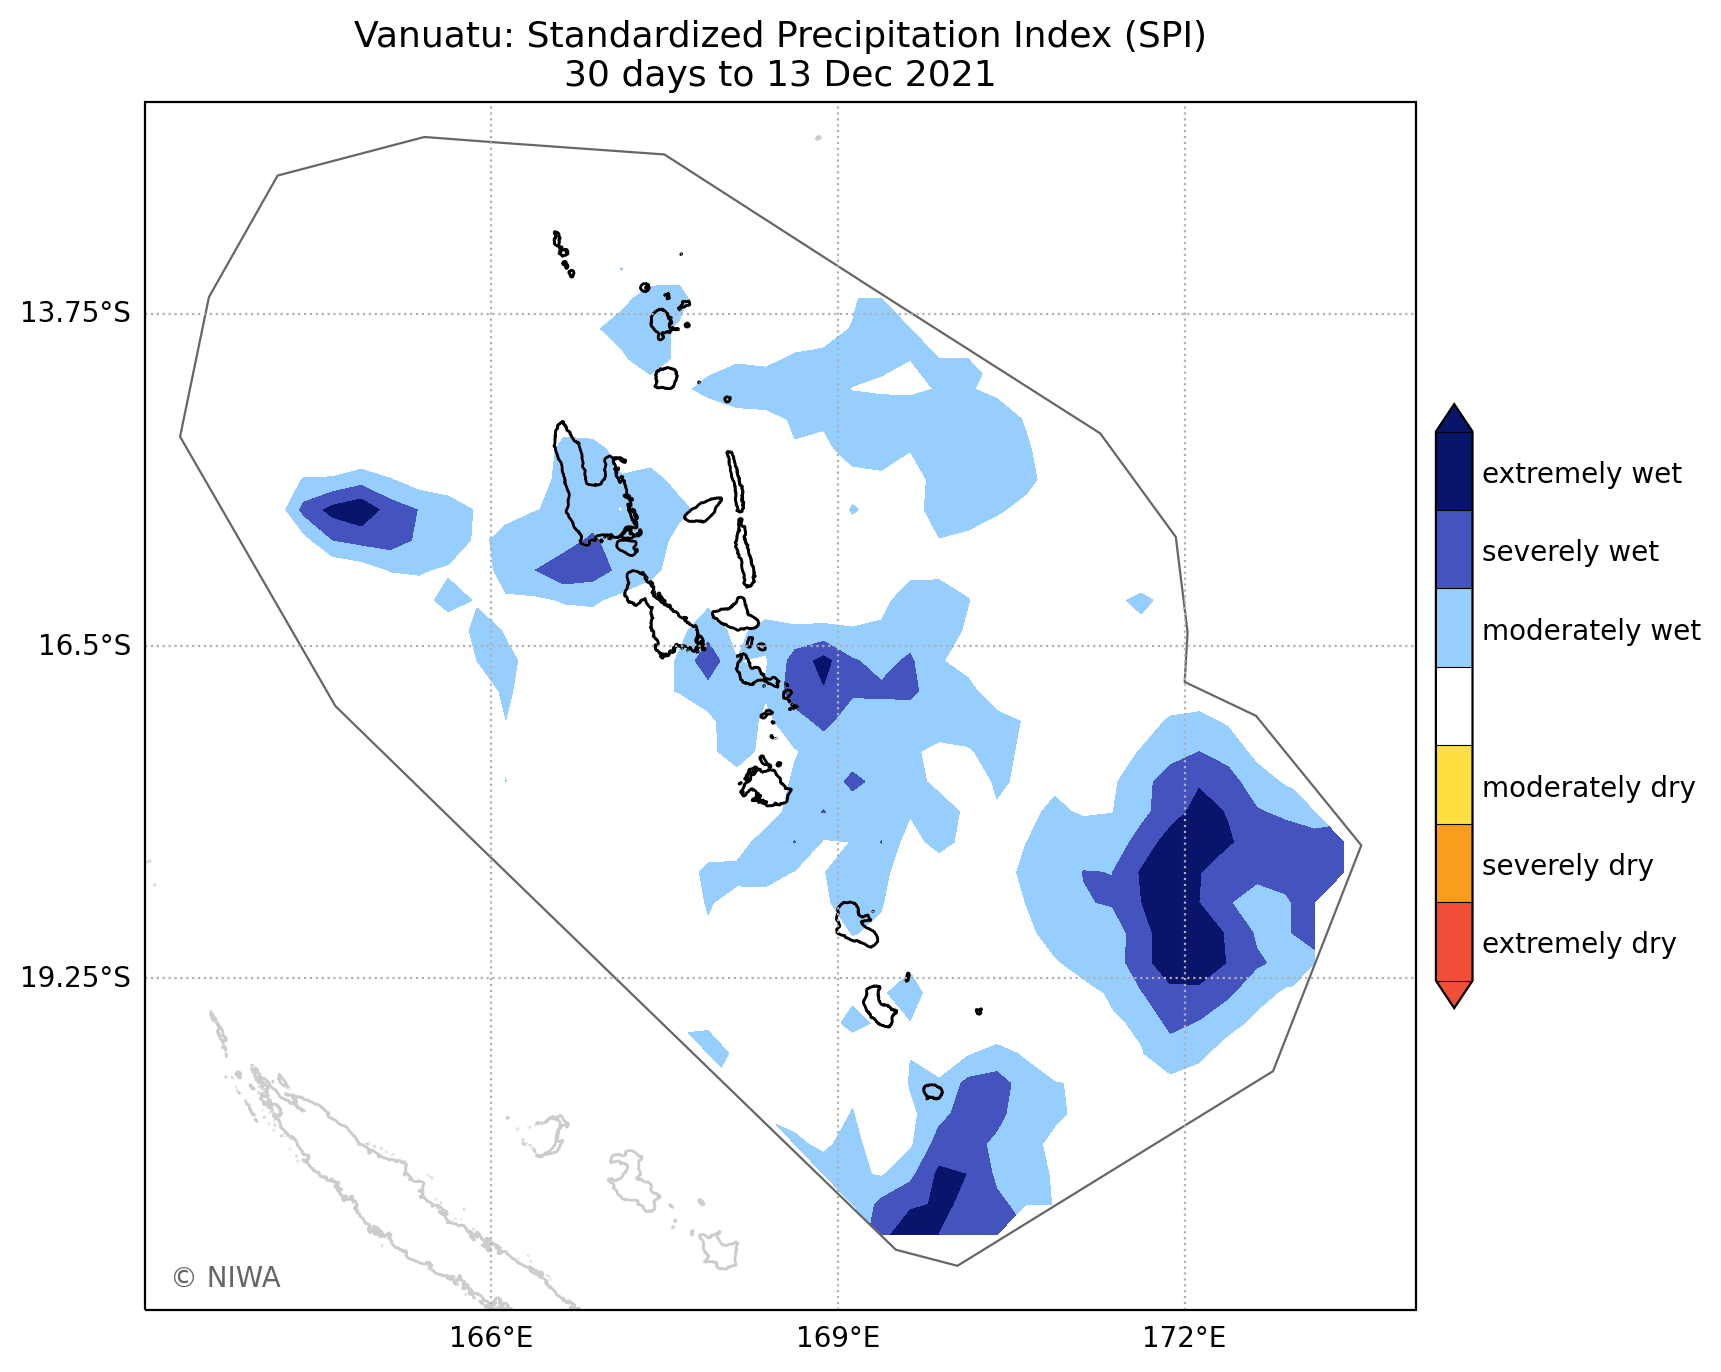 Vanuatu: Standardized Precipitation Index (SPI)
30 days to 13 Dec 2021
13.75°S
16.5°S
19.25°S
166°E
169°E
172°E
extremely wet
severely wet
moderately wet
moderately dry
severely dry
extremely dry
© NIWA